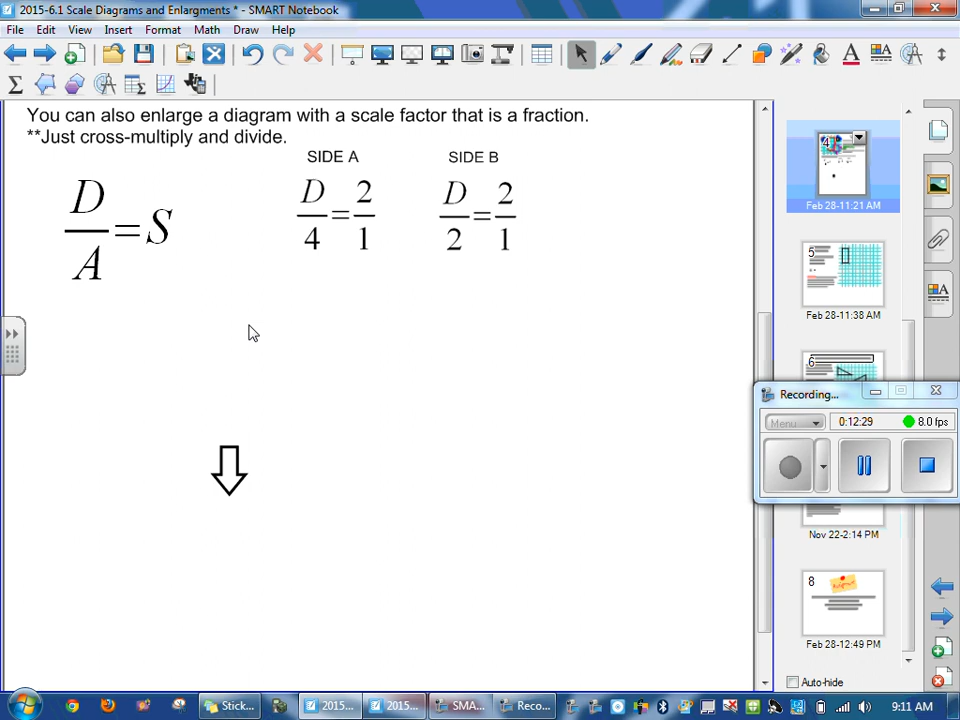 2015-6.1 Scale Diagrams and Enlargments * - SMART Notebook
File Edit View Insert Format Math Draw Help
You can also enlarge a diagram with a scale factor that is a fraction.
**Just cross-multiply and divide.
SIDE A SIDE B
D/A = S
D/4 = 2/1
D/2 = 2/1
4
Feb 28-11:21 AM
5
Feb 28-11:38 AM
6
Recording...
Menu 0:12:29 8.0 fps
Nov 22-2:14 PM
8
Feb 28-12:49 PM
Auto-hide
Stick... 2015... 2015... SMA... Reco... 9:11 AM